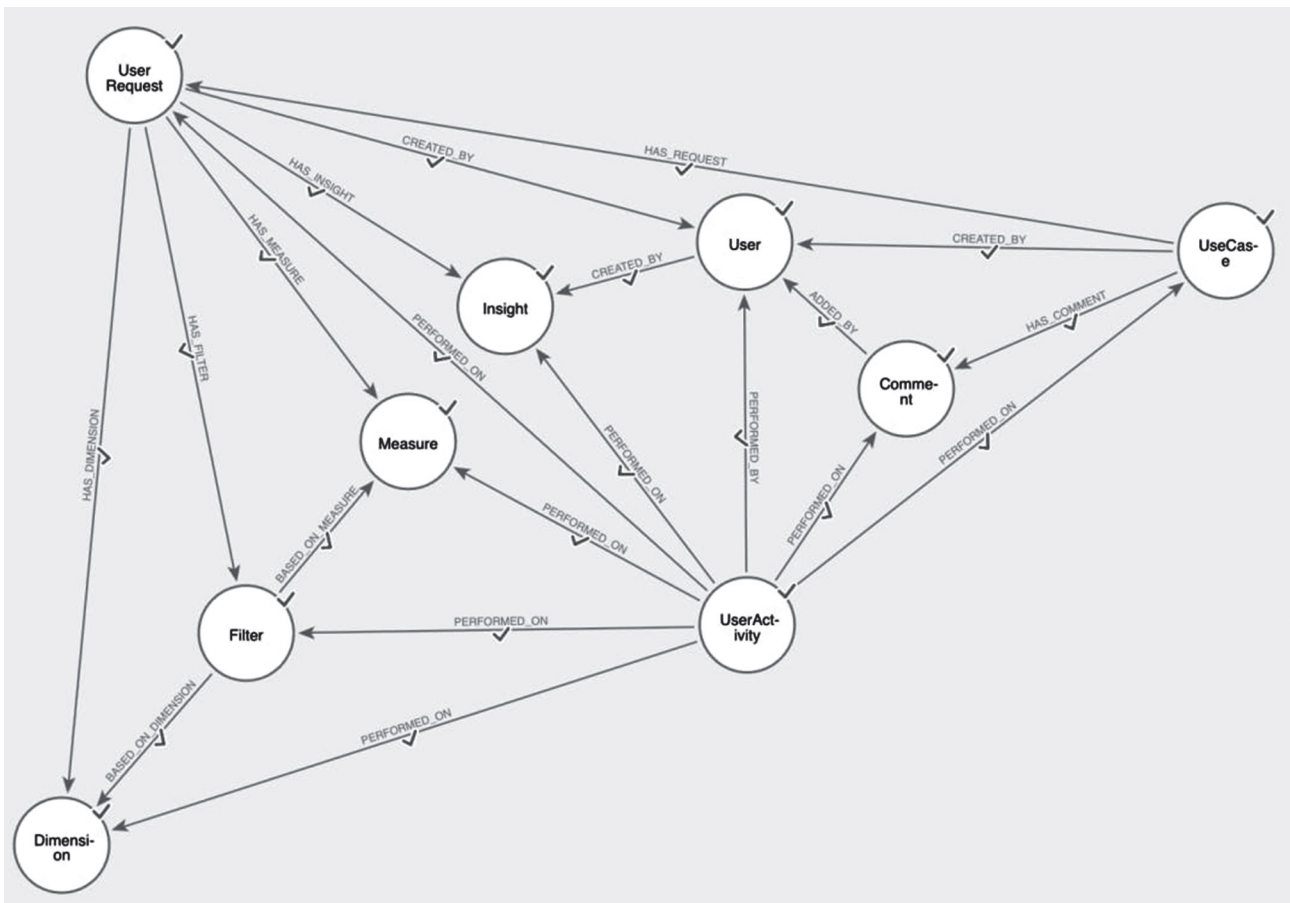 User
Request
CREATED_BY
HAS_REQUEST
HAS_INSIGHT
HAS_MEASURE
User
CREATED_BY
UseCas-
e
CREATED_BY
Insight
ADDED_BY
HAS_COMMENT
PERFORMED_ON
HAS_FILTER
Comme-
nt
HAS_DIMENSION
Measure
PERFORMED_ON
PERFORMED_BY
PERFORMED_ON
PERFORMED_ON
BASED_ON_MEASURE
PERFORMED_ON
Filter
PERFORMED_ON
UserAct-
ivity
BASED_ON_DIMENSION
PERFORMED_ON
Dimensi-
on